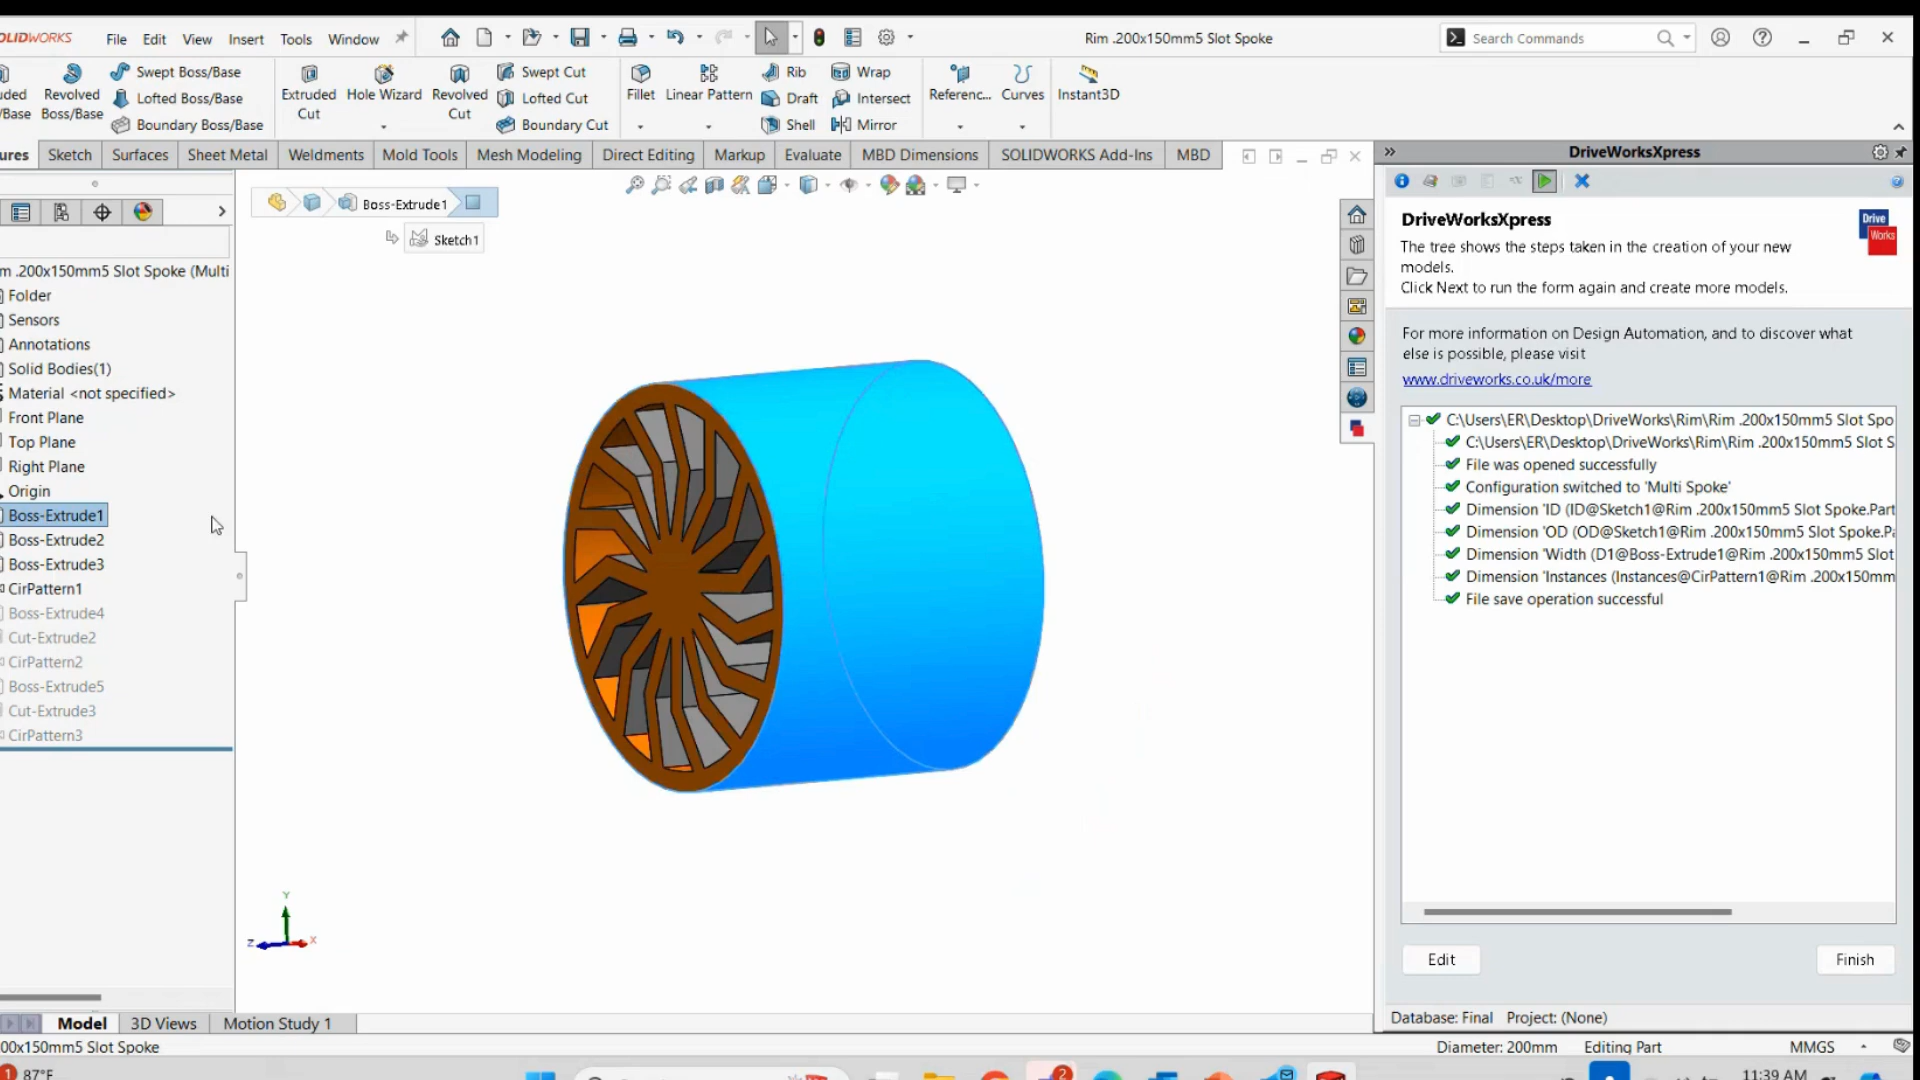 OLIDWORKS File Edit View Insert Tools Window Rim .200x150mm5 Slot Spoke Search Commands
Swept Boss/Base Swept Cut Rib Wrap
uded Revolved Lofted Boss/Base Extruded Hole Wizard Revolved Lofted Cut Fillet Linear Pattern Draft Intersect Referenc... Curves Instant3D
/Base Boss/Base Boundary Boss/Base Cut Cut Boundary Cut Shell Mirror
ures Sketch Surfaces Sheet Metal Weldments Mold Tools Mesh Modeling Direct Editing Markup Evaluate MBD Dimensions SOLIDWORKS Add-Ins MBD
Boss-Extrude1
Sketch1
m .200x150mm5 Slot Spoke (Multi
Folder
Sensors
Annotations
Solid Bodies(1)
Material <not specified>
Front Plane
Top Plane
Right Plane
Origin
Boss-Extrude1
Boss-Extrude2
Boss-Extrude3
CirPattern1
Boss-Extrude4
Cut-Extrude2
CirPattern2
Boss-Extrude5
Cut-Extrude3
CirPattern3
Y
Z
X
DriveWorksXpress
DriveWorksXpress
Drive
Works
The tree shows the steps taken in the creation of your new
models.
Click Next to run the form again and create more models.
For more information on Design Automation, and to discover what
else is possible, please visit
www.driveworks.co.uk/more
C:\Users\ER\Desktop\DriveWorks\Rim\Rim .200x150mm5 Slot Spo
C:\Users\ER\Desktop\DriveWorks\Rim\Rim .200x150mm5 Slot S
File was opened successfully
Configuration switched to 'Multi Spoke'
Dimension 'ID (ID@Sketch1@Rim .200x150mm5 Slot Spoke.Part
Dimension 'OD (OD@Sketch1@Rim .200x150mm5 Slot Spoke.Pa
Dimension 'Width (D1@Boss-Extrude1@Rim .200x150mm5 Slot
Dimension 'Instances (Instances@CirPattern1@Rim .200x150mm
File save operation successful
Edit Finish
Database: Final Project: (None)
Model 3D Views Motion Study 1
00x150mm5 Slot Spoke Diameter: 200mm Editing Part MMGS
1 87°F 2 11:39 AM